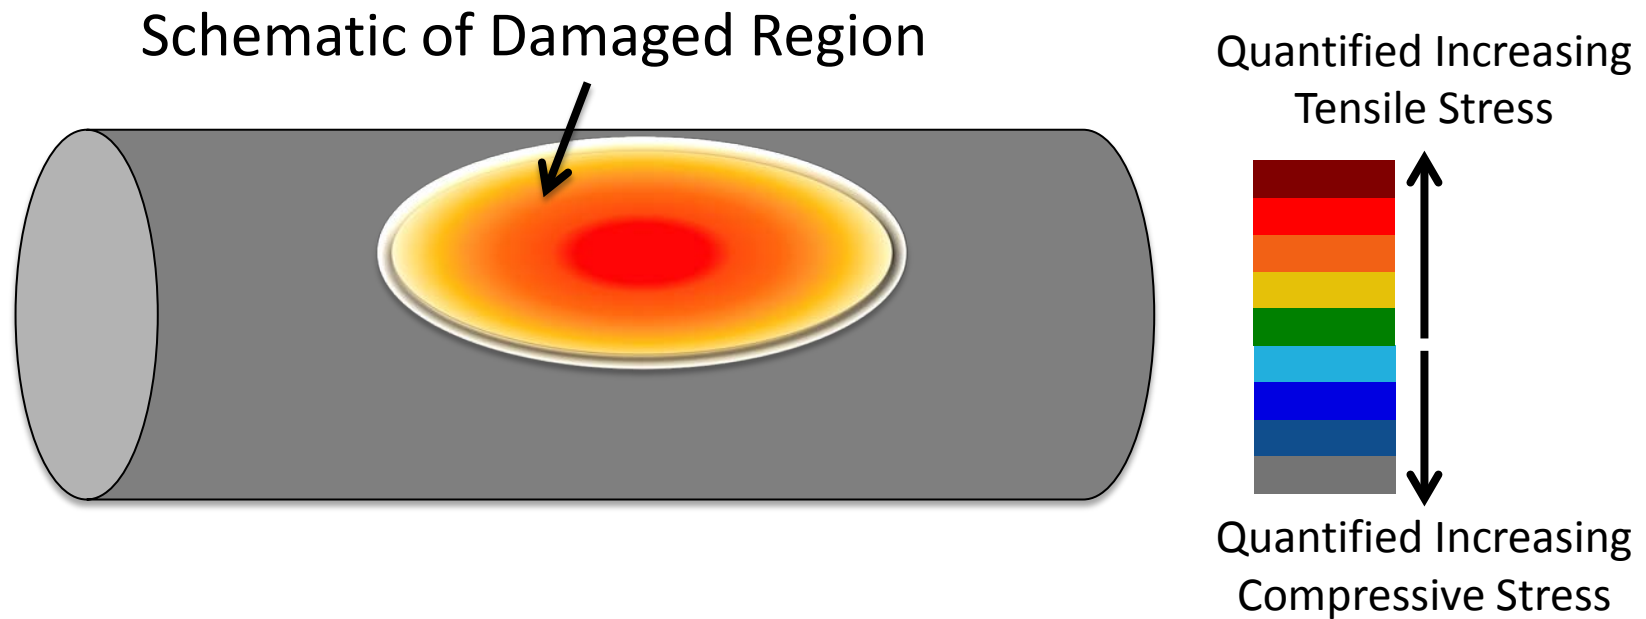 Schematic of Damaged Region
Quantified Increasing
Tensile Stress
Quantified Increasing
Compressive Stress